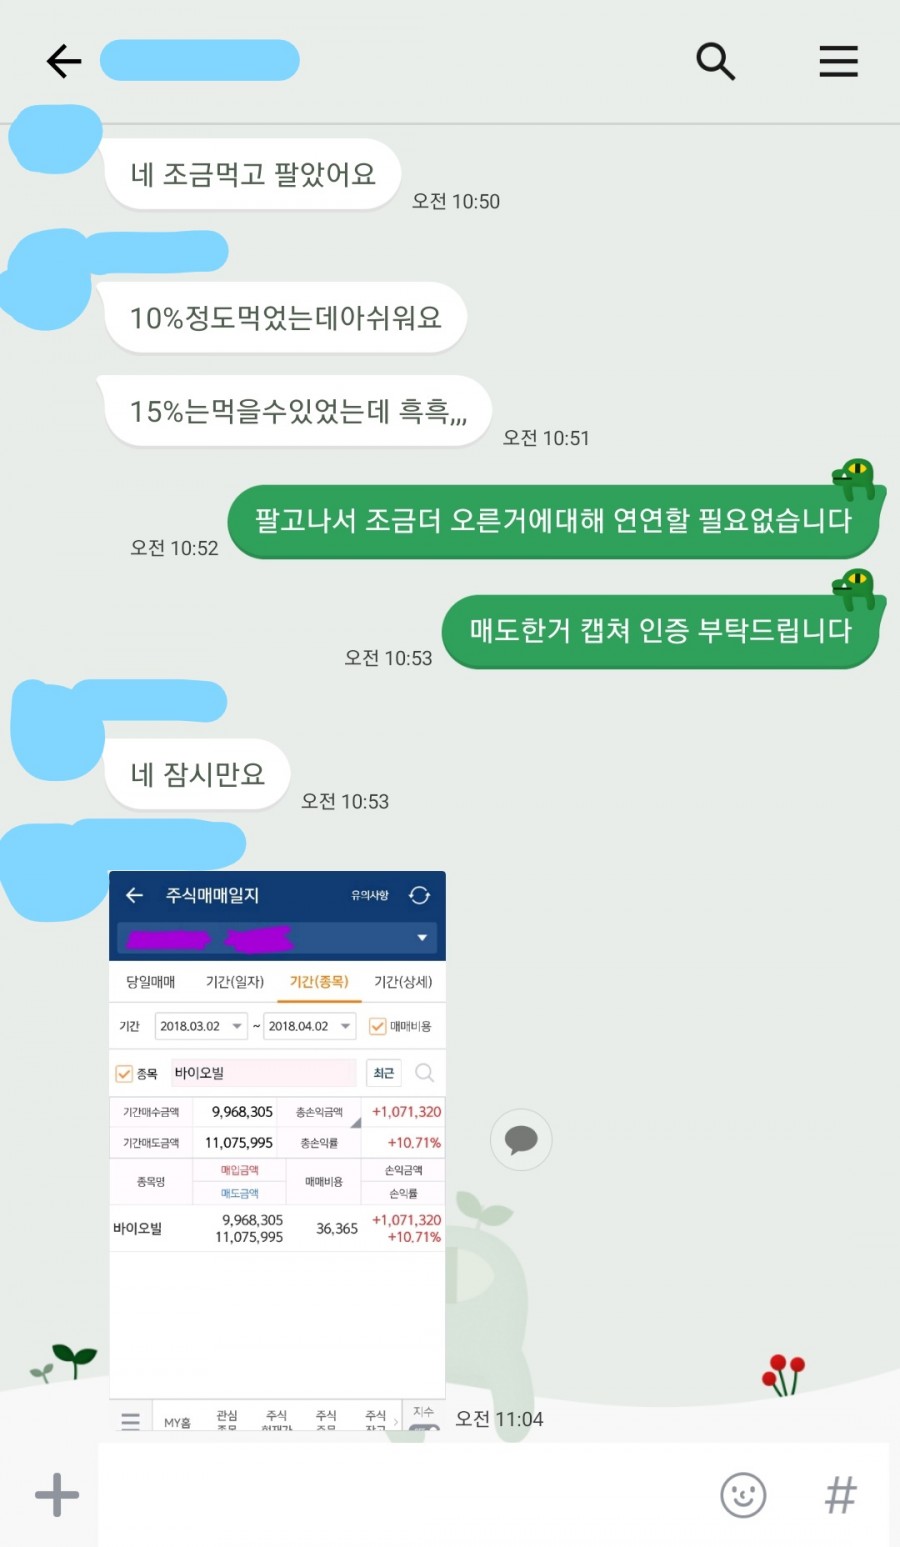 네 조금먹고 팔았어요
오전 10:50
10%정도먹었는데아쉬워요
15%는먹을수있었는데 흑흑,,,
오전 10:51
팔고나서 조금더 오른거에대해 연연할 필요없습니다
오전 10:52
매도한거 캡쳐 인증 부탁드립니다
오전 10:53
네 잠시만요
오전 10:53
주식매매일지 유의사항
당일매매 기간(일자) 기간(종목) 기간(상세)
기간 2018.03.02 ~ 2018.04.02 매매비용
종목 바이오빌 최근
기간매수금액 9,968,305 총손익금액 +1,071,320
기간매도금액 11,075,995 총손익률 +10.71%
종목명 매입금액 매매비용 손익금액
매도금액 손익률
바이오빌 9,968,305 36,365 +1,071,320
11,075,995 +10.71%
MY홈 관심 주식 주식 주식 지수
오전 11:04
#